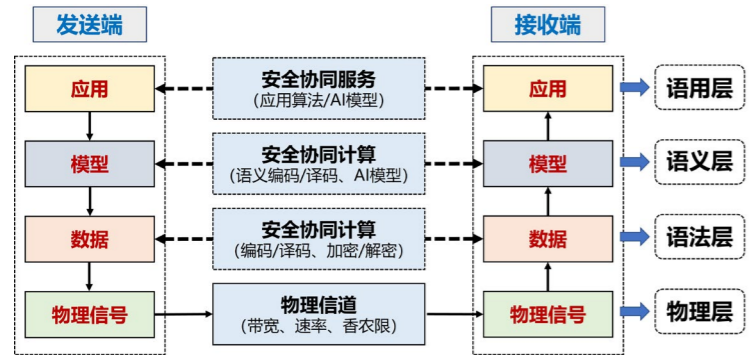 发送端
接收端
应用
安全协同服务
(应用算法/AI模型)
应用
语用层
模型
安全协同计算
(语义编码/译码、AI模型)
模型
语义层
数据
安全协同计算
(编码/译码、加密/解密)
数据
语法层
物理信号
物理信道
(带宽、速率、香农限)
物理信号
物理层